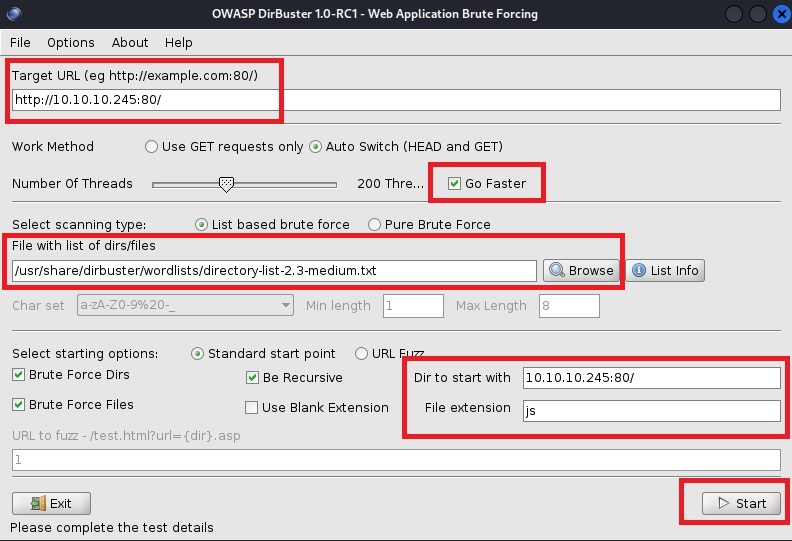 OWASP DirBuster 1.0-RC1 - Web Application Brute Forcing
File Options About Help
Target URL (eg http://example.com:80/)
http://10.10.10.245:80/
Work Method Use GET requests only Auto Switch (HEAD and GET)
Number Of Threads 200 Thre... Go Faster
Select scanning type: List based brute force Pure Brute Force
File with list of dirs/files
/usr/share/dirbuster/wordlists/directory-list-2.3-medium.txt Browse List Info
Char set a-zA-Z0-9%20-_ Min length 1 Max Length 8
Select starting options: Standard start point URL Fuzz
Brute Force Dirs Be Recursive Dir to start with 10.10.10.245:80/
Brute Force Files Use Blank Extension File extension js
URL to fuzz - /test.html?url={dir}.asp
1
Exit Start
Please complete the test details